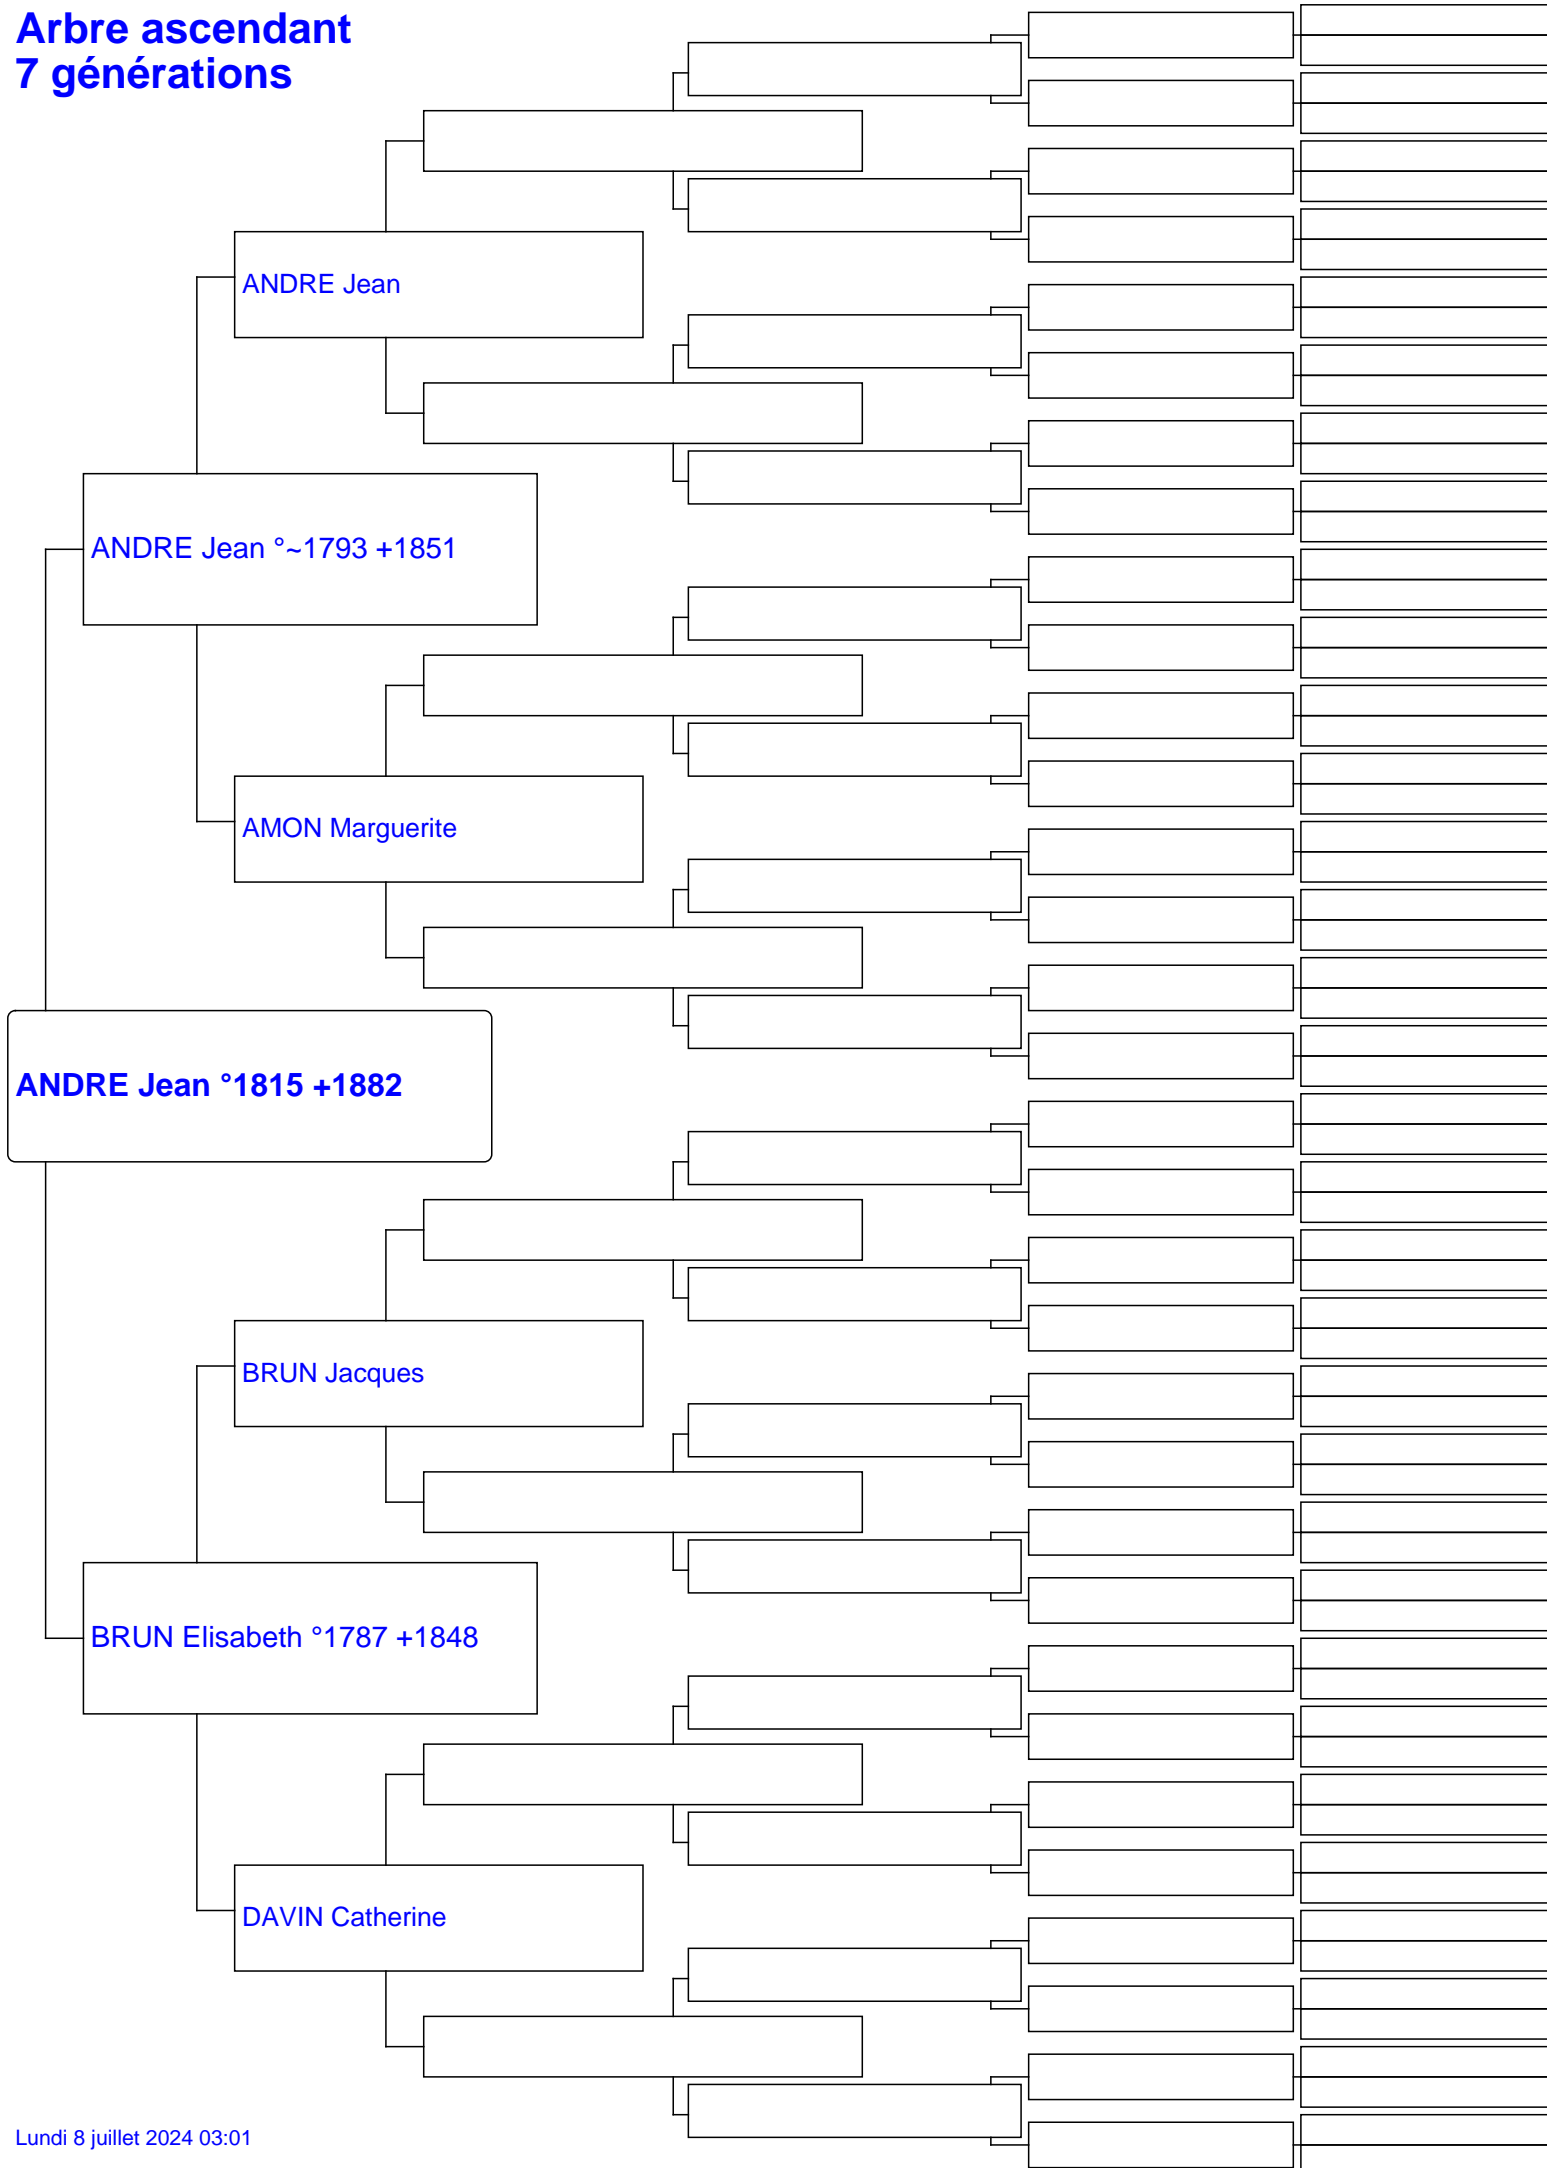 Arbre ascendant
7 générations
ANDRE Jean
ANDRE Jean °~1793 +1851
AMON Marguerite
ANDRE Jean °1815 +1882
BRUN Jacques
BRUN Elisabeth °1787 +1848
DAVIN Catherine
Lundi 8 juillet 2024 03:01